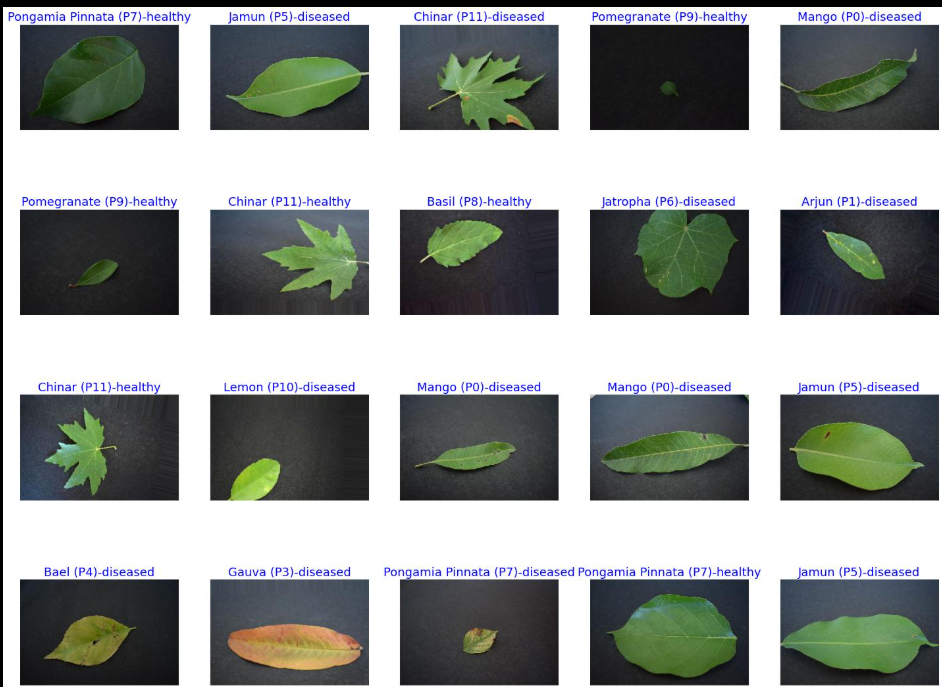 Pongamia Pinnata (P7)-healthy
Jamun (P5)-diseased
Chinar (P11)-diseased
Pomegranate (P9)-healthy
Mango (P0)-diseased
Pomegranate (P9)-healthy
Chinar (P11)-healthy
Basil (P8)-healthy
Jatropha (P6)-diseased
Arjun (P1)-diseased
Chinar (P11)-healthy
Lemon (P10)-diseased
Mango (P0)-diseased
Mango (P0)-diseased
Jamun (P5)-diseased
Bael (P4)-diseased
Gauva (P3)-diseased
Pongamia Pinnata (P7)-diseased
Pongamia Pinnata (P7)-healthy
Jamun (P5)-diseased